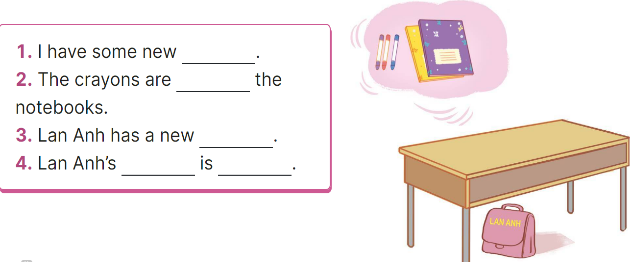 1. I have some new ________.
2. The crayons are ________ the
notebooks.
3. Lan Anh has a new ________.
4. Lan Anh’s ________ is ________.
LAN ANH